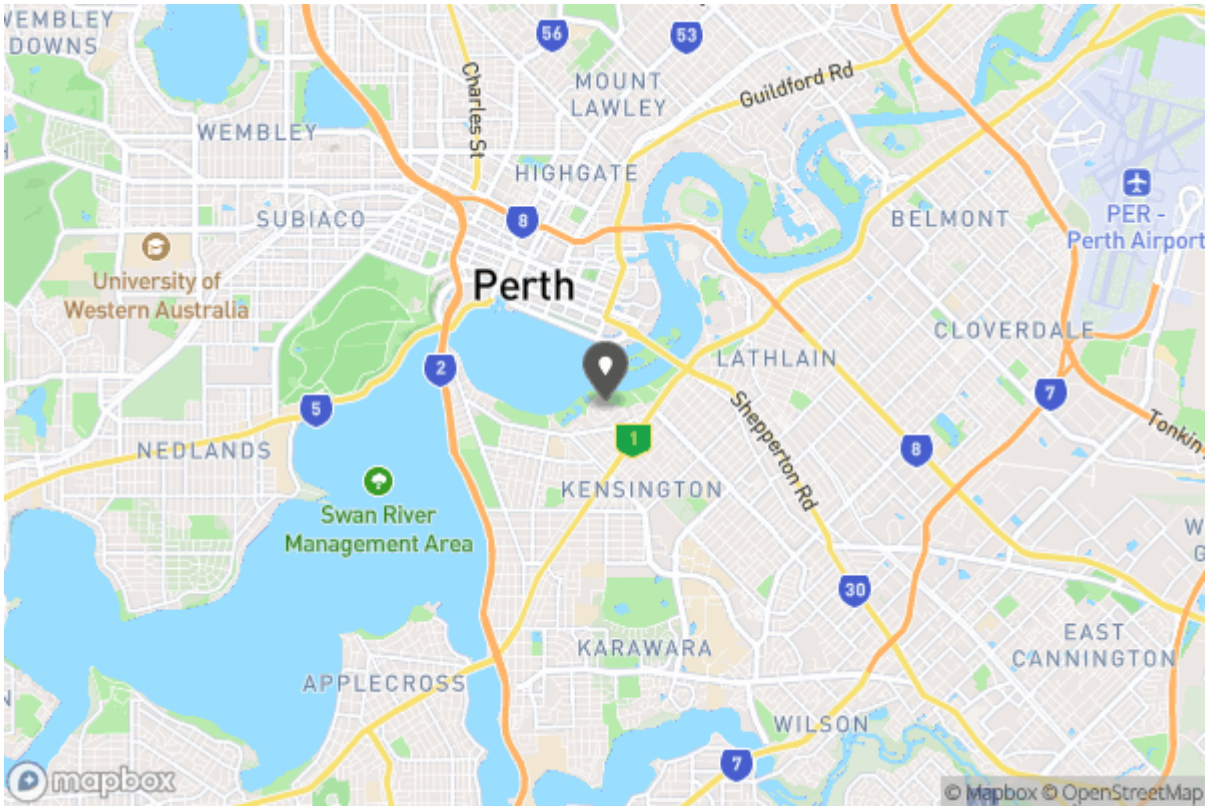 WEMBLEY
DOWNS
56
53
MOUNT
LAWLEY
Charles St
Guildford Rd
WEMBLEY
HIGHGATE
SUBIACO
8
BELMONT
PER -
Perth Airport
University of
Western Australia
Perth
CLOVERDALE
LATHLAIN
2
7
5
Shepperton Rd
Tonkin
NEDLANDS
1
8
KENSINGTON
Swan River
Management Area
30
EAST
CANNINGTON
KARAWARA
APPLECROSS
WILSON
7
mapbox
© Mapbox © OpenStreetMap